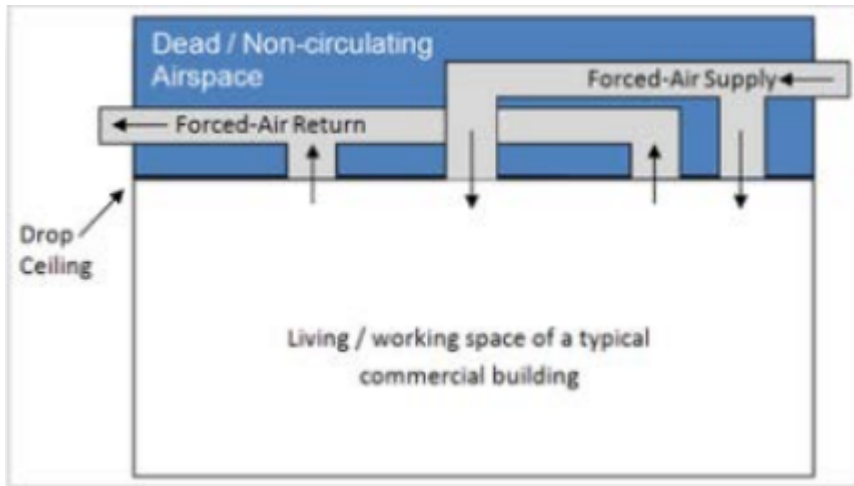 Dead / Non-circulating
Airspace
Forced-Air Supply
Forced-Air Return
Drop
Ceiling
Living / working space of a typical
commercial building